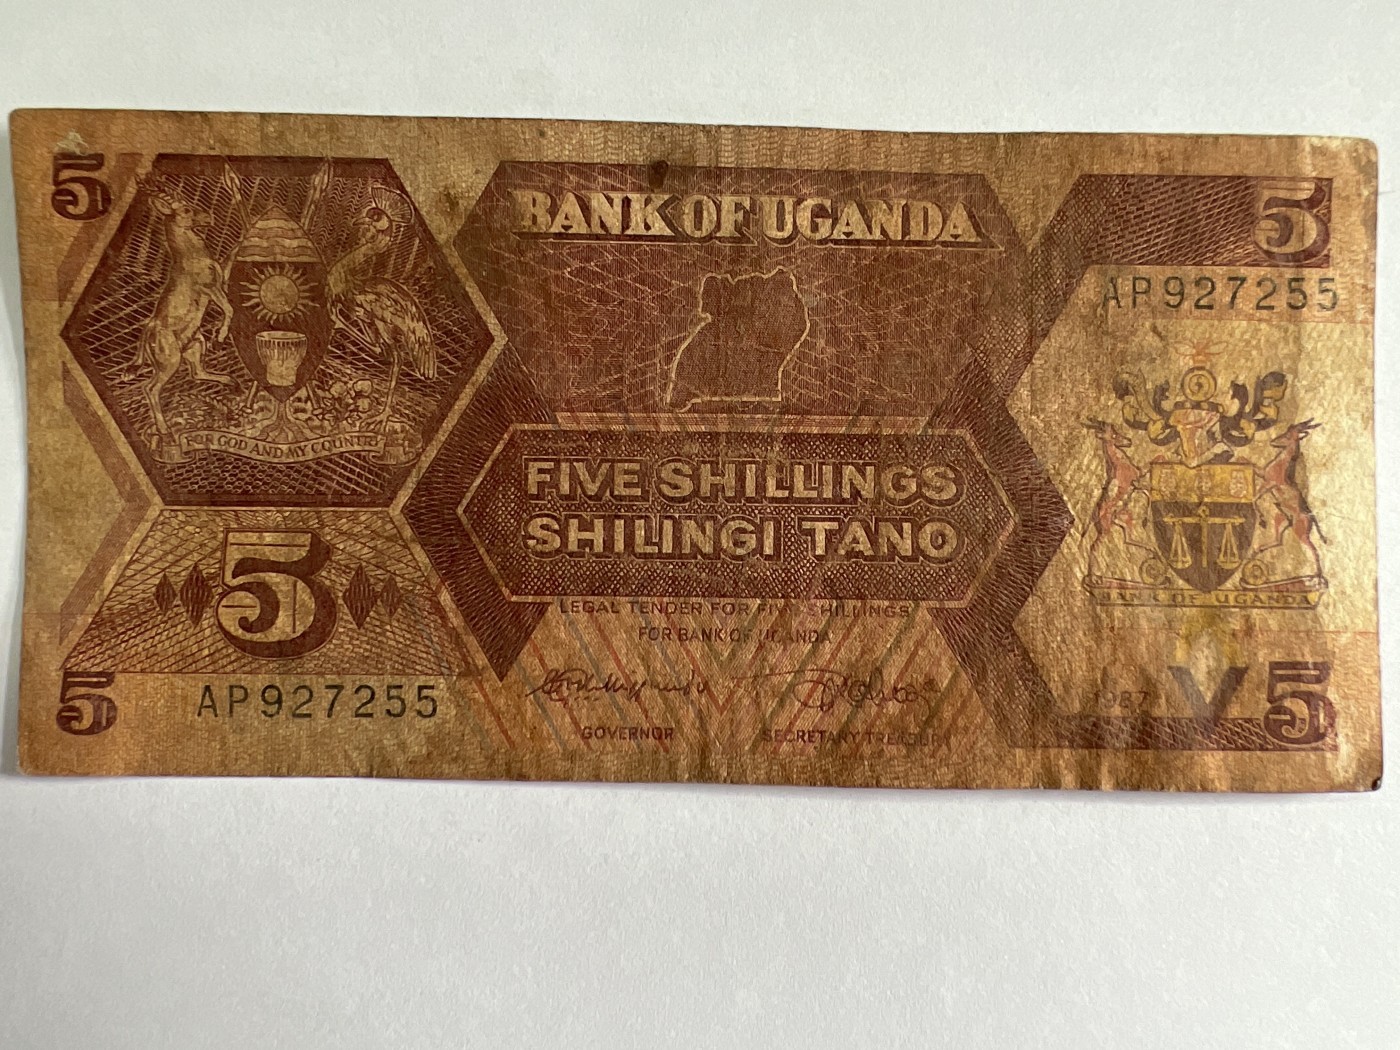 5
BANK OF UGANDA
5
AP927255
FOR GOD AND MY COUNTRY
FIVE SHILLINGS
SHILINGI TANO
BANK OF UGANDA
LEGAL TENDER FOR FIVE SHILLINGS
FOR BANK OF UGANDA
5
5
AP927255
GOVERNOR
SECRETARY TREASURY
1987
V
5